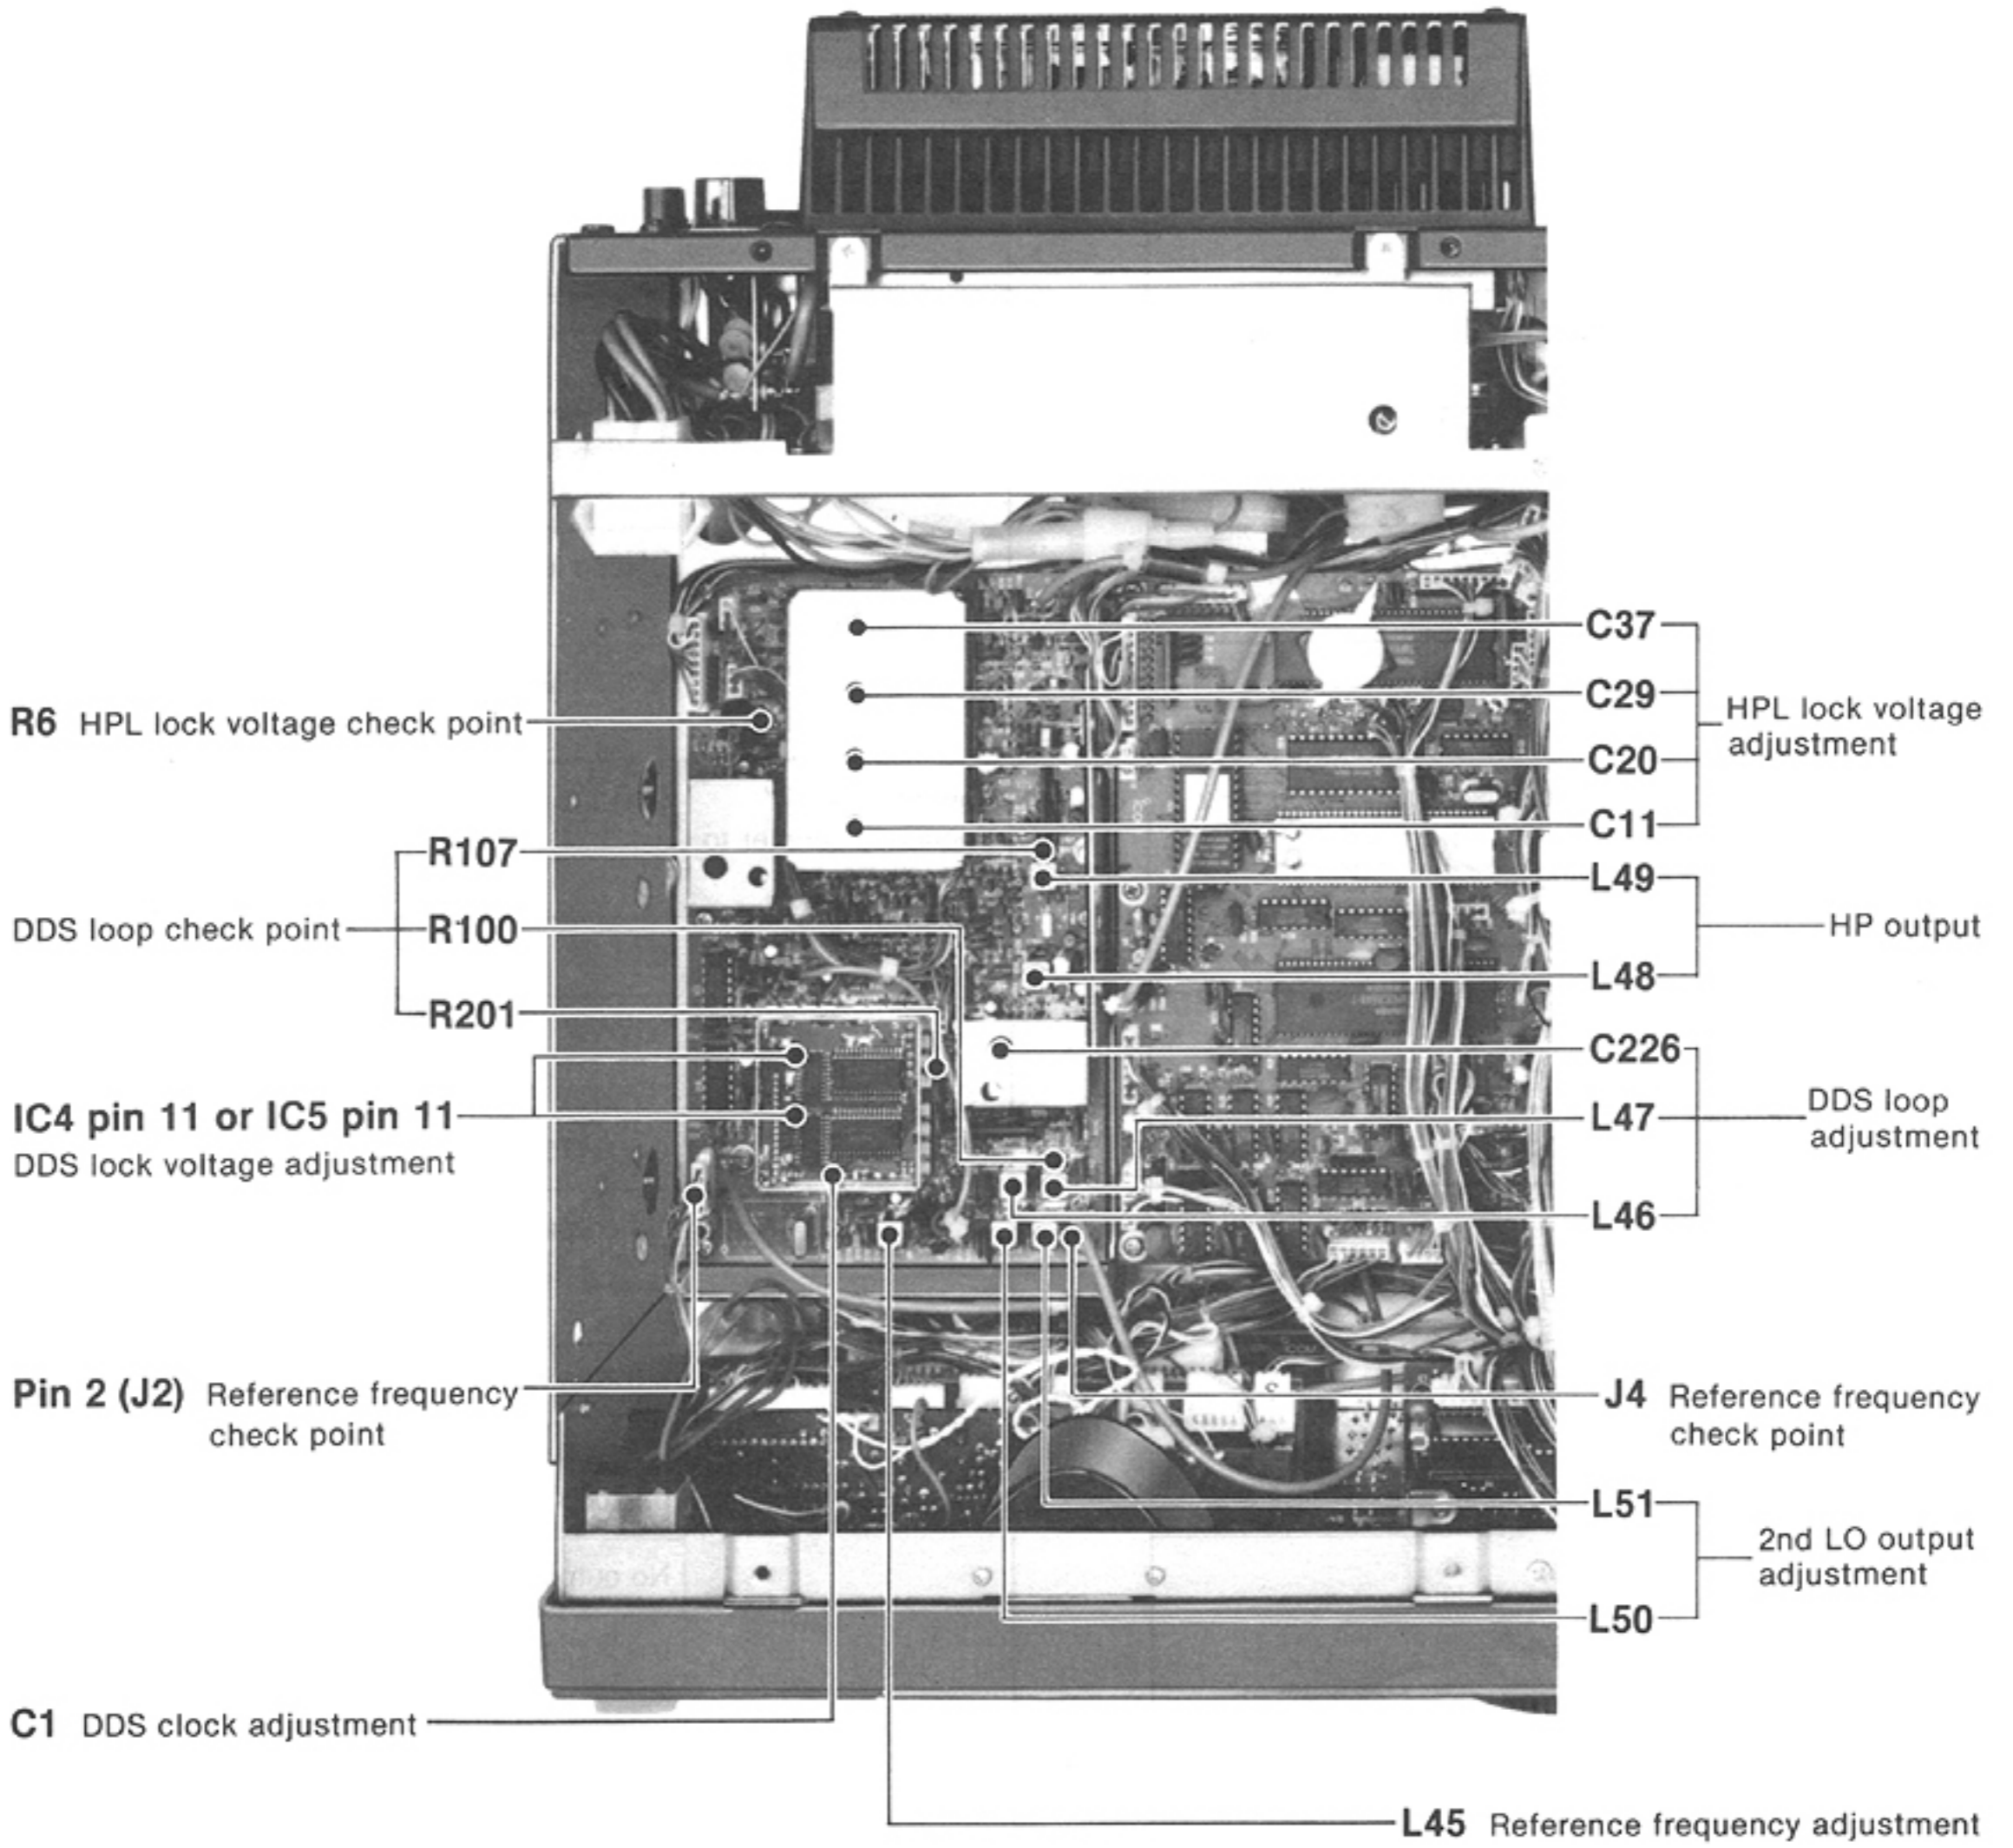 C37
C29
R6 HPL lock voltage check point
HPL lock voltage
adjustment
C20
C11
R107
L49
DDS loop check point
R100
HP output
L48
R201
C226
IC4 pin 11 or IC5 pin 11
DDS lock voltage adjustment
L47
DDS loop
adjustment
L46
Pin 2 (J2) Reference frequency
check point
J4 Reference frequency
check point
L51
2nd LO output
adjustment
L50
C1 DDS clock adjustment
L45 Reference frequency adjustment